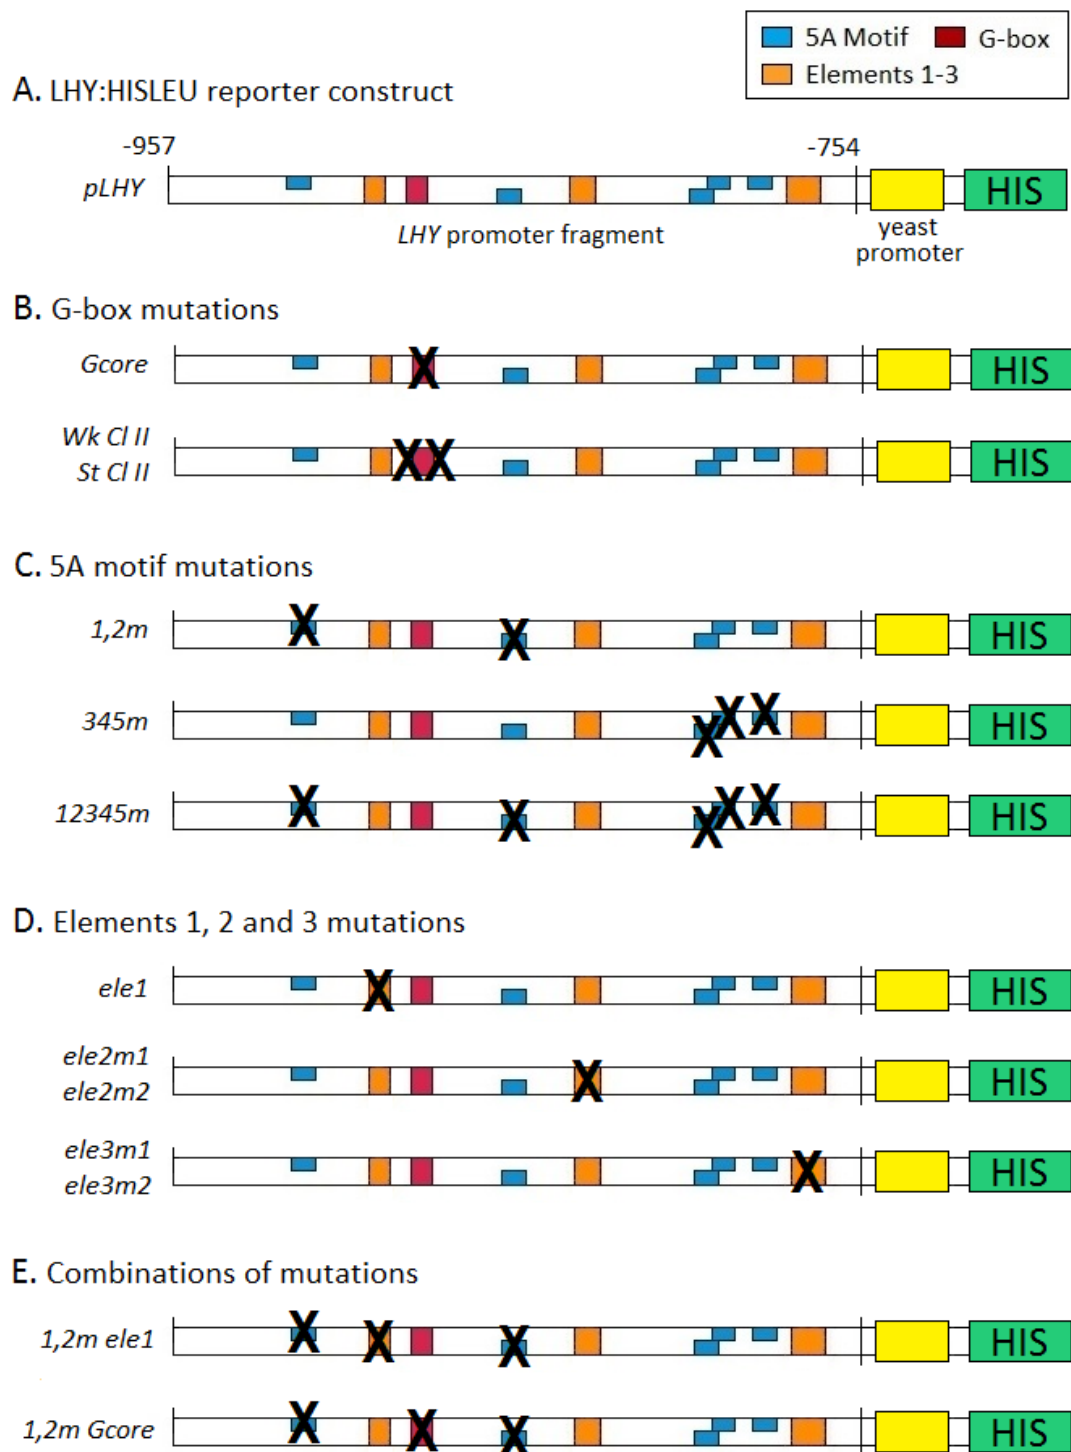 5A Motif G-box
Elements 1-3
A. LHY:HISLEU reporter construct
-957 -754
pLHY HIS
LHY promoter fragment
yeast
promoter
B. G-box mutations
Gcore HIS
Wk Cl II
St Cl II HIS
C. 5A motif mutations
1,2m HIS
345m HIS
12345m HIS
D. Elements 1, 2 and 3 mutations
ele1 HIS
ele2m1
ele2m2 HIS
ele3m1
ele3m2 HIS
E. Combinations of mutations
1,2m ele1 HIS
1,2m Gcore HIS